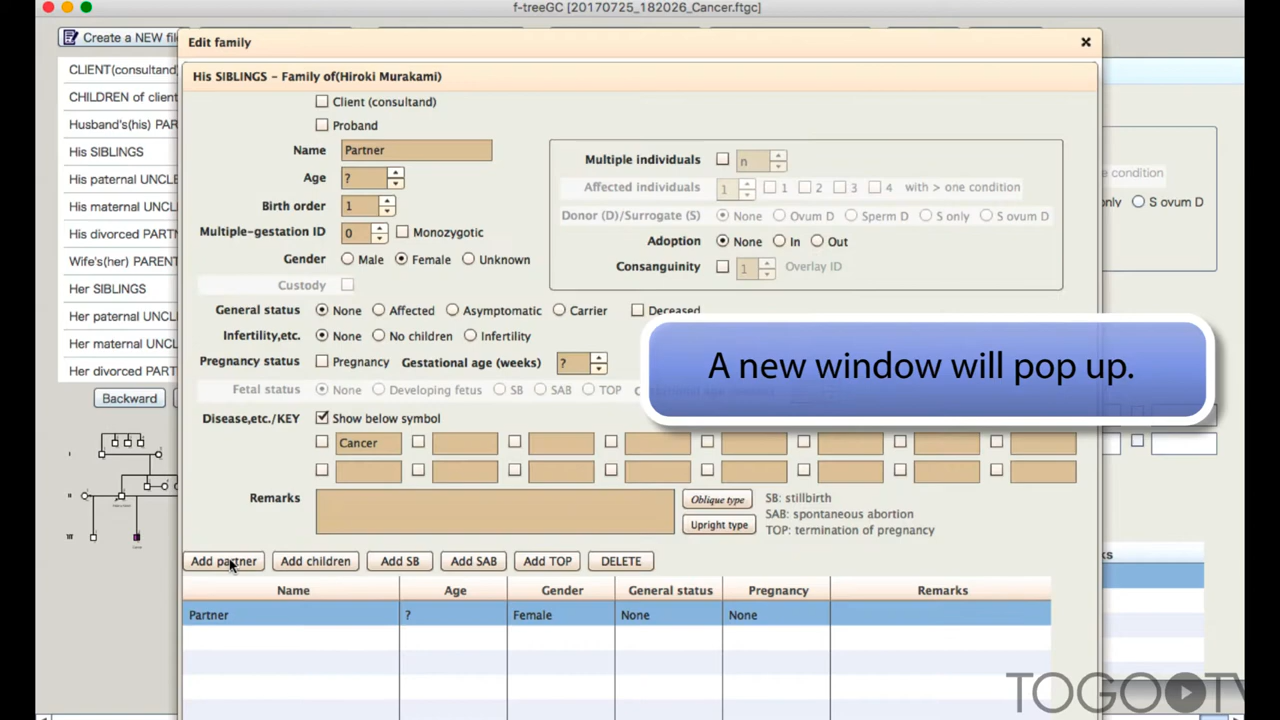 f-treeGC [20170725_182026_Cancer.ftgc]
Create a NEW fil
Edit family
CLIENT(consultand)
CHILDREN of client
Husband's(his) PAR
His SIBLINGS
His paternal UNCLE
His maternal UNCLE
His divorced PARTN
Wife's(her) PARENT
Her SIBLINGS
Her paternal UNCLE
Her maternal UNCLE
Her divorced PART
Backward
His SIBLINGS – Family of(Hiroki Murakami)
Client (consultand)
Proband
Name Partner
Age ?
Birth order 1
Multiple-gestation ID 0 Monozygotic
Gender Male Female Unknown
Custody
Multiple individuals n
Affected individuals 1 1 2 3 4 with > one condition
Donor (D)/Surrogate (S) None Ovum D Sperm D S only S ovum D
Adoption None In Out
Consanguinity 1 Overlay ID
e condition
only S ovum D
General status None Affected Asymptomatic Carrier Deceased
Infertility,etc. None No children Infertility
Pregnancy status Pregnancy Gestational age (weeks) ?
Fetal status None Developing fetus SB SAB TOP
A new window will pop up.
Disease,etc./KEY Show below symbol
Cancer
Remarks
Oblique type
Upright type
SB: stillbirth
SAB: spontaneous abortion
TOP: termination of pregnancy
Add partner Add children Add SB Add SAB Add TOP DELETE
Name Age Gender General status Pregnancy Remarks
Partner ? Female None None
ks
TOGOTV